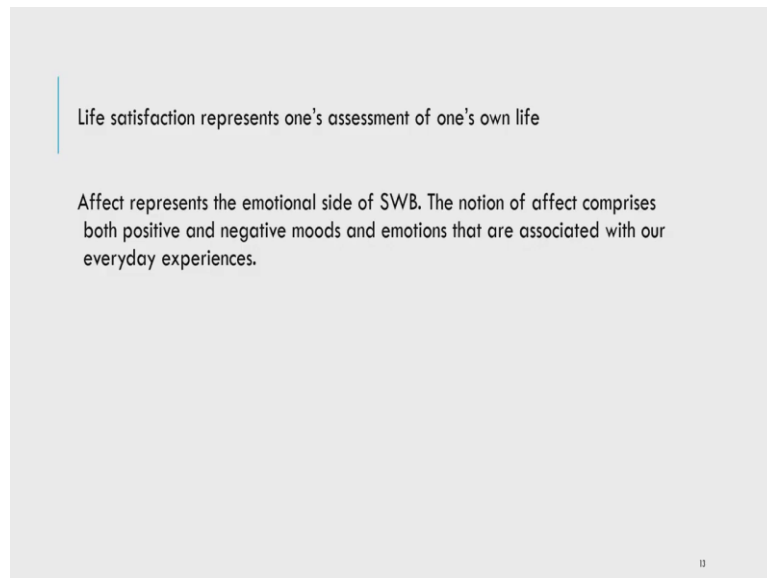 Life satisfaction represents one's assessment of one's own life
Affect represents the emotional side of SWB. The notion of affect comprises
both positive and negative moods and emotions that are associated with our
everyday experiences.
13